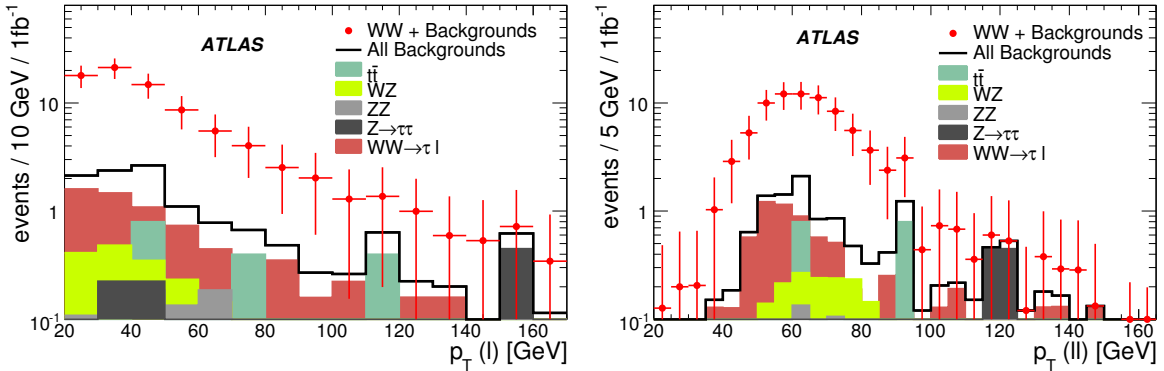 events / 10 GeV / 1fb⁻¹
10
1
10⁻¹
ATLAS
WW + Backgrounds
All Backgrounds
tt̄
WZ
ZZ
Z→ττ
WW→τ l
20 40 60 80 100 120 140 160
p_T (l) [GeV]
events / 5 GeV / 1fb⁻¹
10
1
10⁻¹
ATLAS
WW + Backgrounds
All Backgrounds
tt̄
WZ
ZZ
Z→ττ
WW→τ l
20 40 60 80 100 120 140 160
p_T (ll) [GeV]